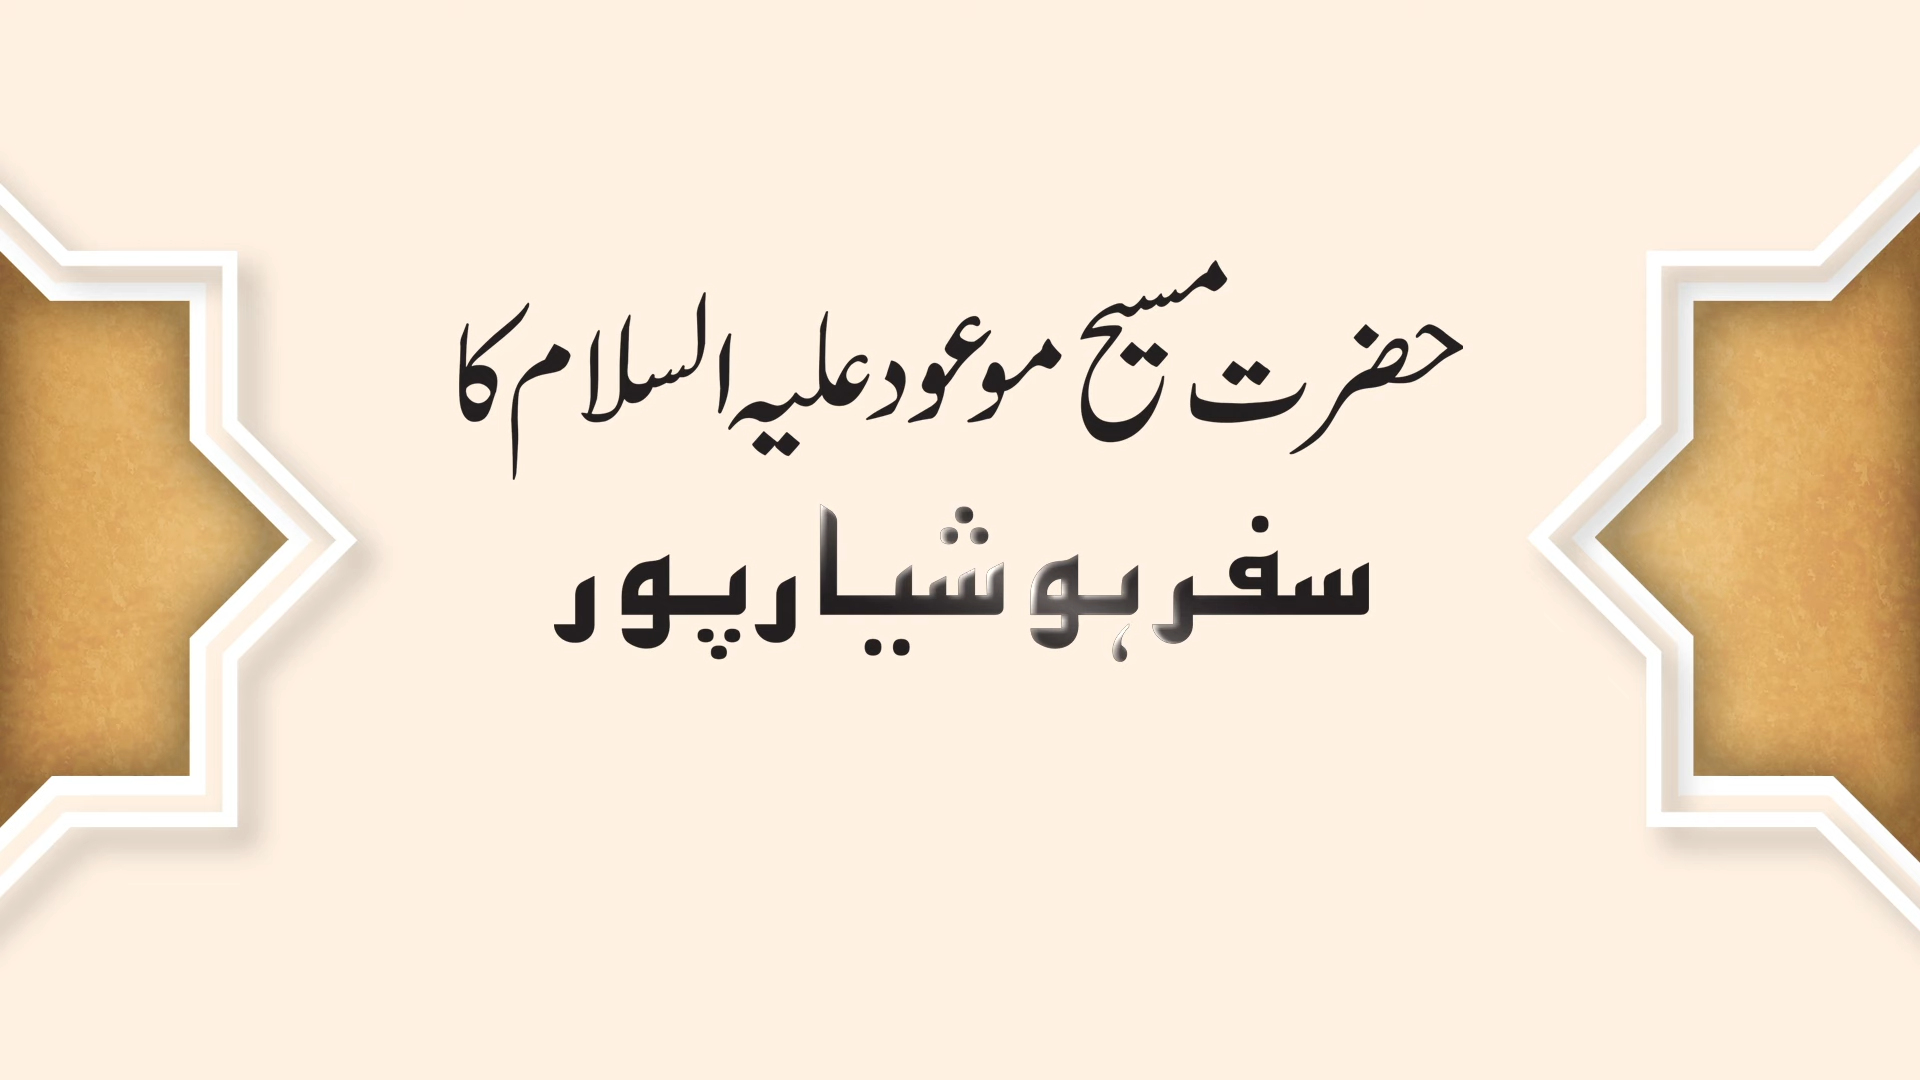 حضرت مسیح موعود علیہ السلام کا
سفر ہوشیارپور